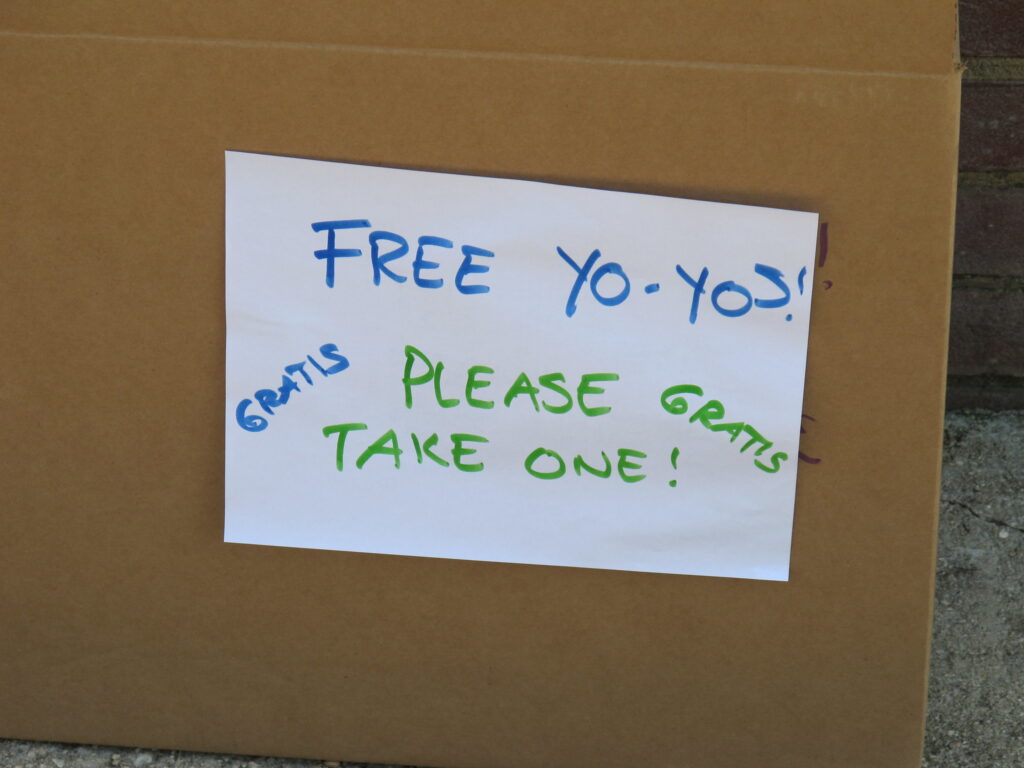 FREE YO-YOS!
GRATIS
PLEASE
TAKE ONE!
GRATIS